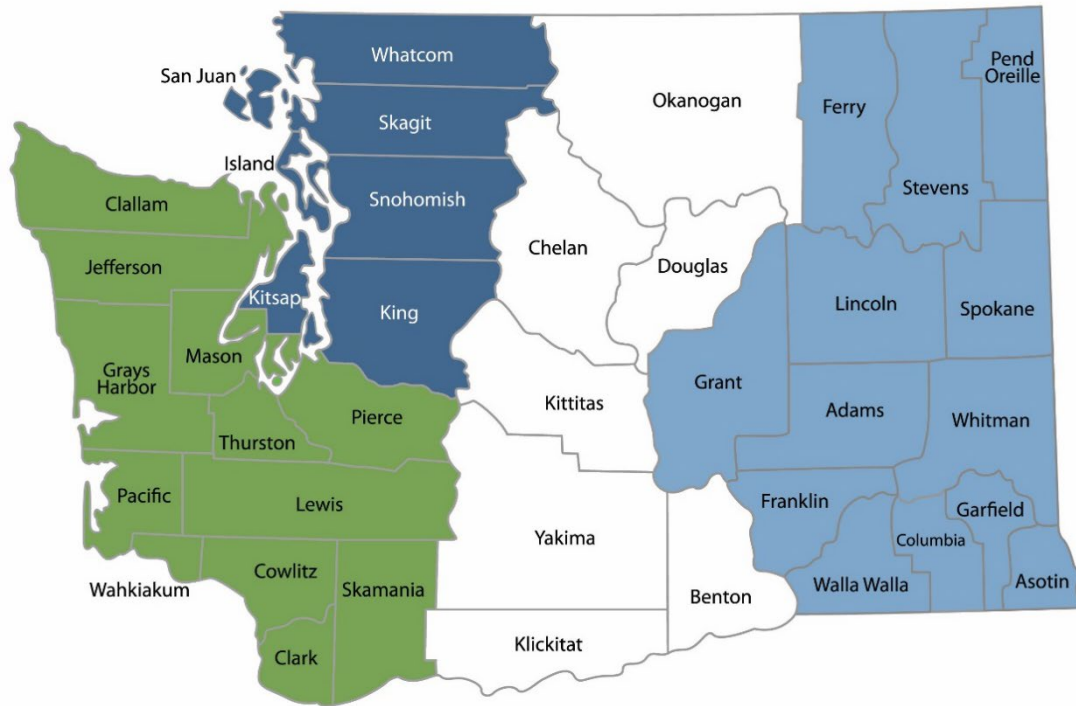 Whatcom
Pend
Oreille
San Juan
Okanogan
Ferry
Skagit
Island
Stevens
Snohomish
Clallam
Chelan
Jefferson
Douglas
Kitsap
Lincoln
Spokane
King
Mason
Grays
Harbor
Grant
Kittitas
Adams
Pierce
Whitman
Thurston
Pacific
Lewis
Franklin
Garfield
Yakima
Columbia
Wahkiakum
Cowlitz
Skamania
Walla Walla
Asotin
Benton
Klickitat
Clark